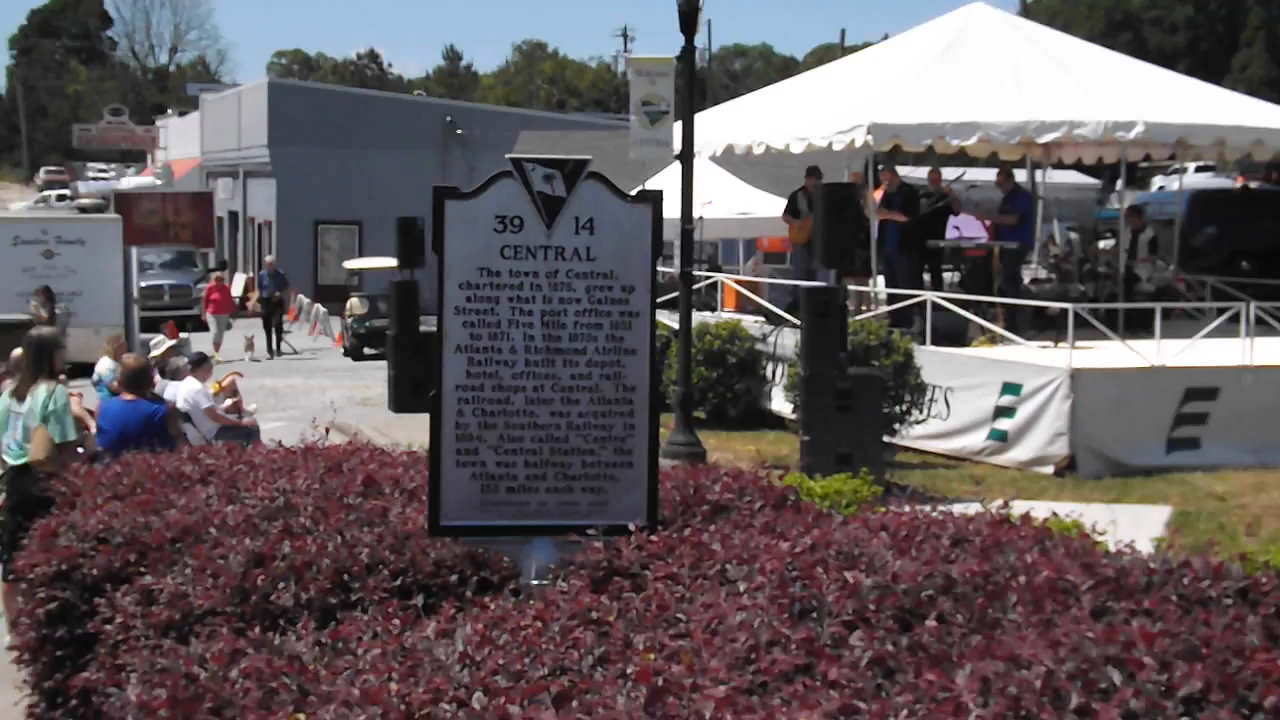 39 14
CENTRAL
The town of Central,
chartered in 1875, grew up
along what is now Gaines
Street. The post office was
called Five Mile from 1851
to 1871. In the 1870s the
Atlanta & Richmond Airline
Railway built its depot,
hotel, offices, and rail-
road shops at Central. The
railroad, later the Atlanta
& Charlotte, was acquired
by the Southern Railway in
1894. Also called "Centre"
and "Central Station," the
town was halfway between
Atlanta and Charlotte,
133 miles each way.
Welcome
E
E